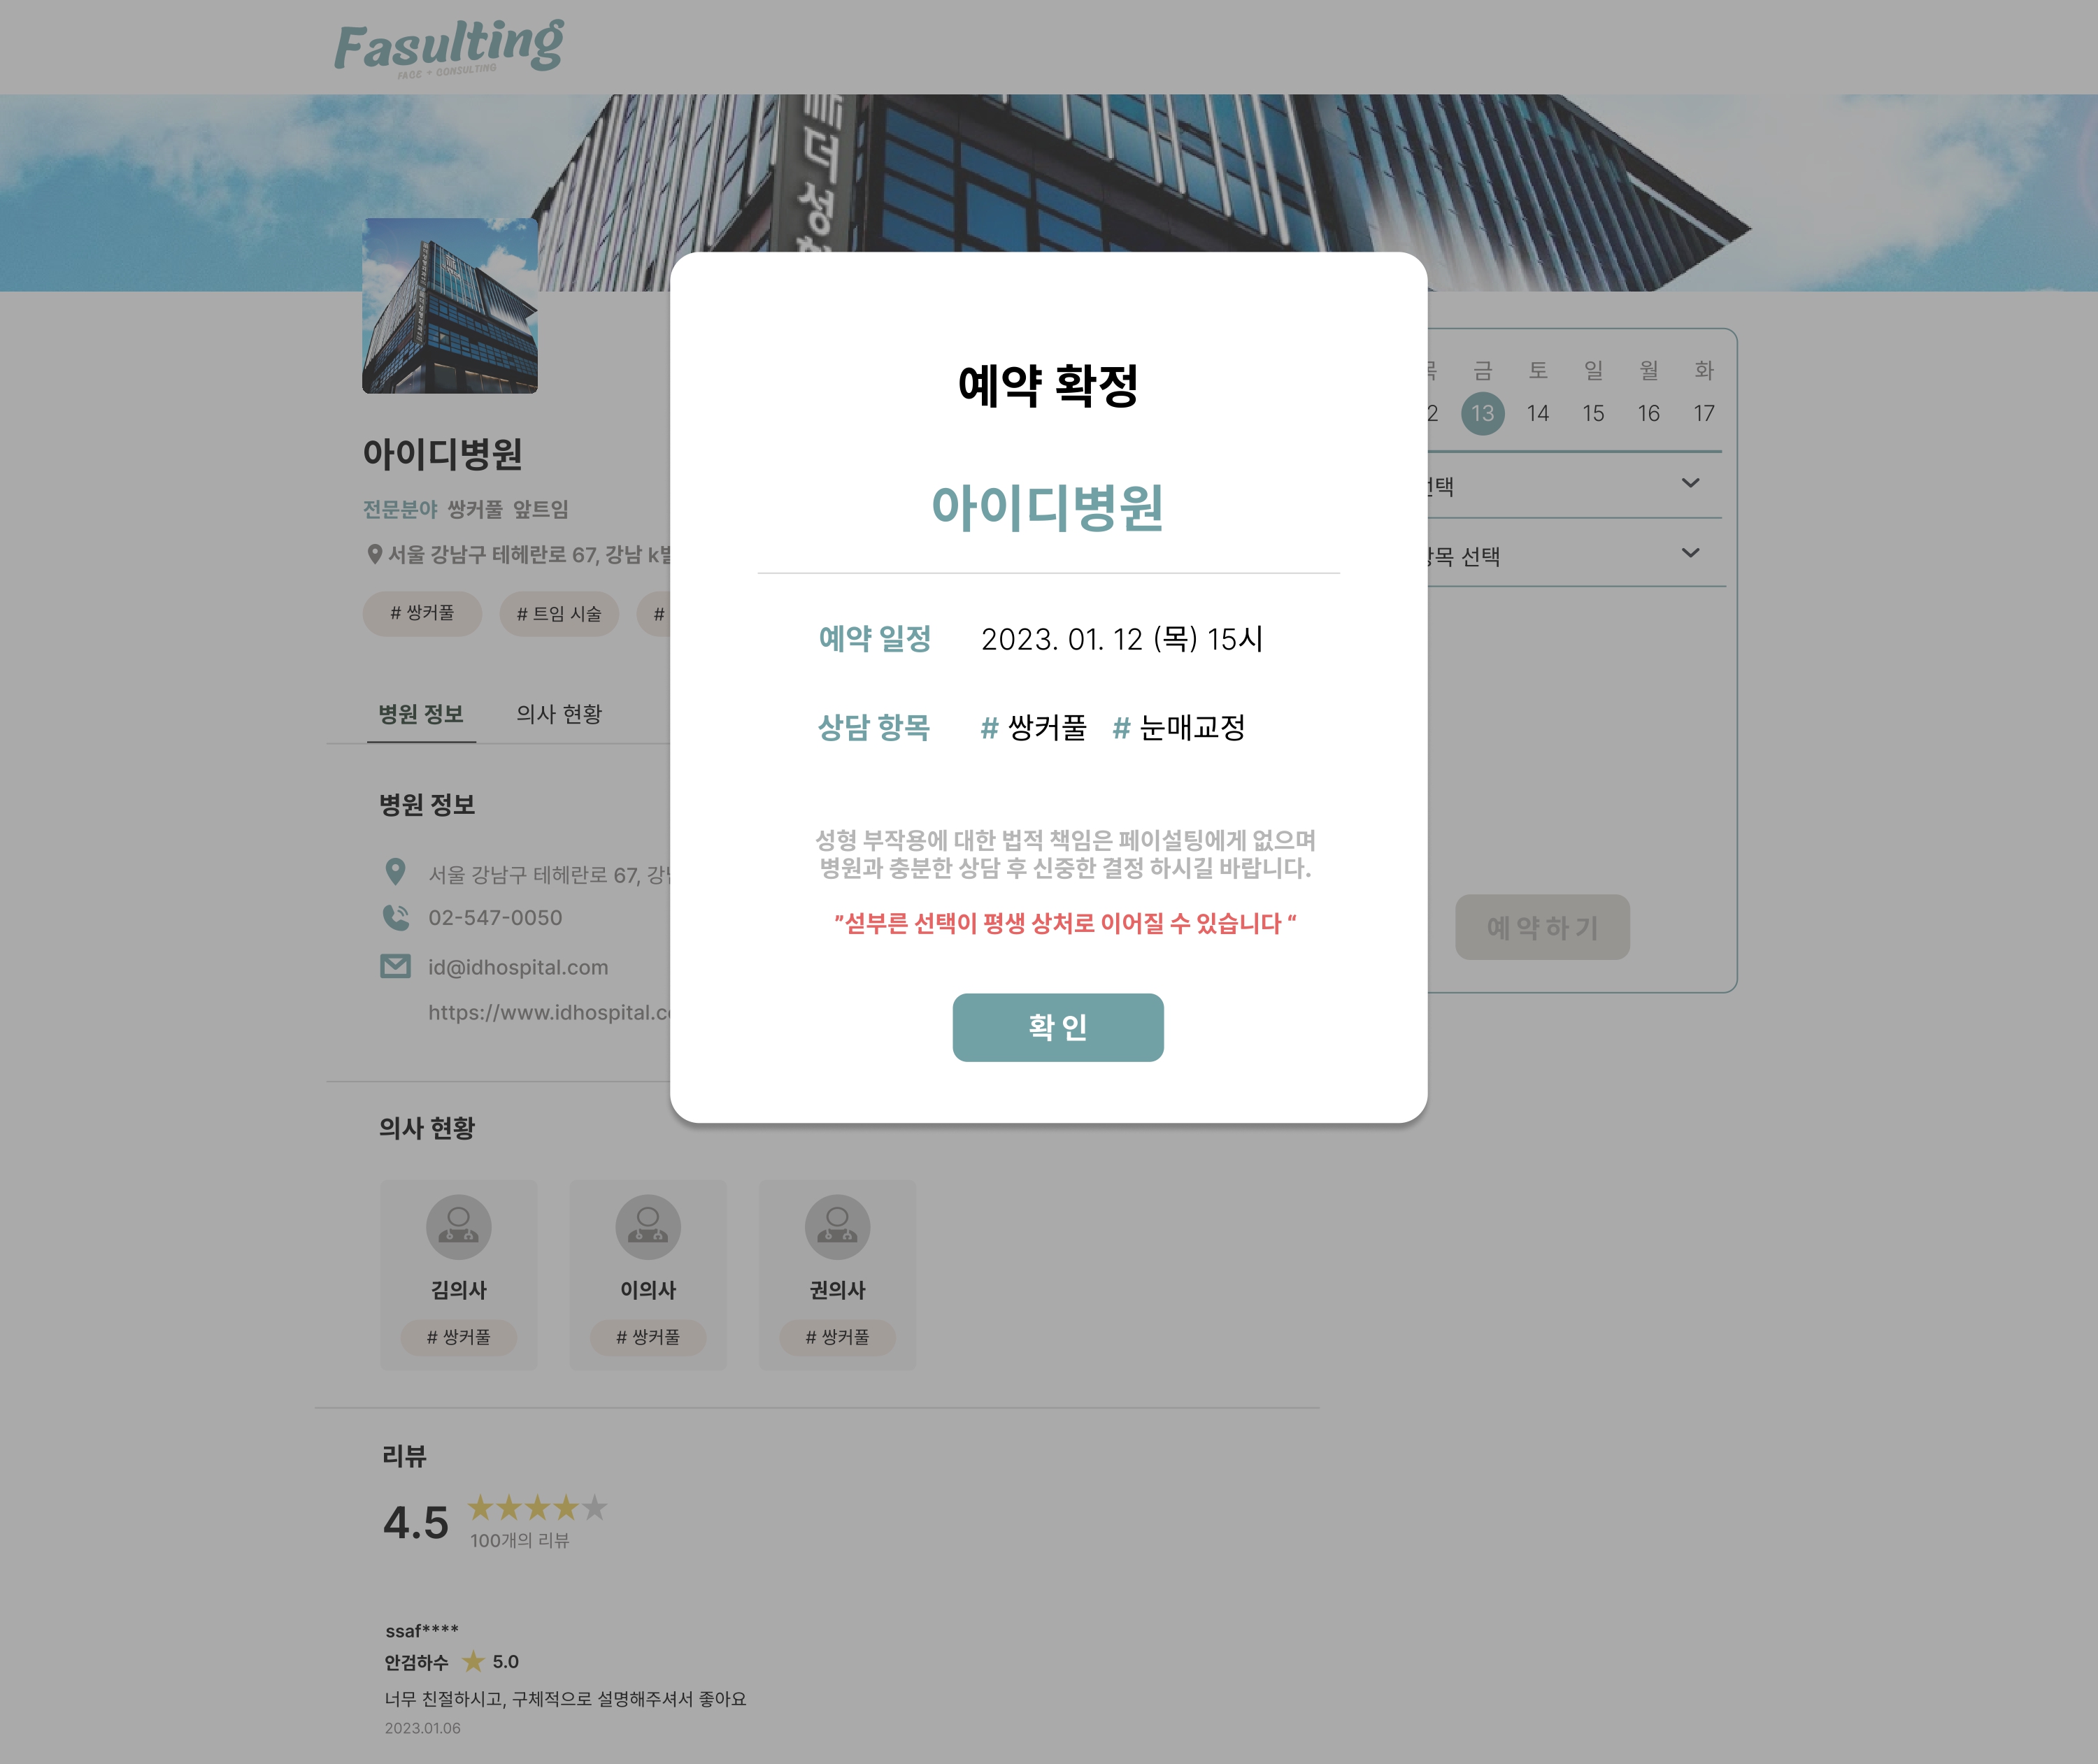 Fasulting
FACE + CONSULTING
아이디병원
전문분야 쌍커풀 앞트임
서울 강남구 테헤란로 67, 강남 k
# 쌍커풀 # 트임 시술 #
병원 정보 의사 현황
병원 정보
서울 강남구 테헤란로 67,
02-547-0050
id@idhospital.com
https://www.idhospital.c
예약 확정
아이디병원
예약 일정 2023. 01. 12 (목) 15시
상담 항목 # 쌍커풀 # 눈매교정
성형 부작용에 대한 법적 책임은 페이설팅에게 없으며
병원과 충분한 상담 후 신중한 결정 하시길 바랍니다.
”섣부른 선택이 평생 상처로 이어질 수 있습니다 “
확 인
금 토 일 월 화
2 13 14 15 16 17
택
목 선택
예 약 하 기
의사 현황
김의사 이의사 권의사
# 쌍커풀 # 쌍커풀 # 쌍커풀
리뷰
4.5
100개의 리뷰
ssaf****
안검하수 5.0
너무 친절하시고, 구체적으로 설명해주셔서 좋아요
2023.01.06